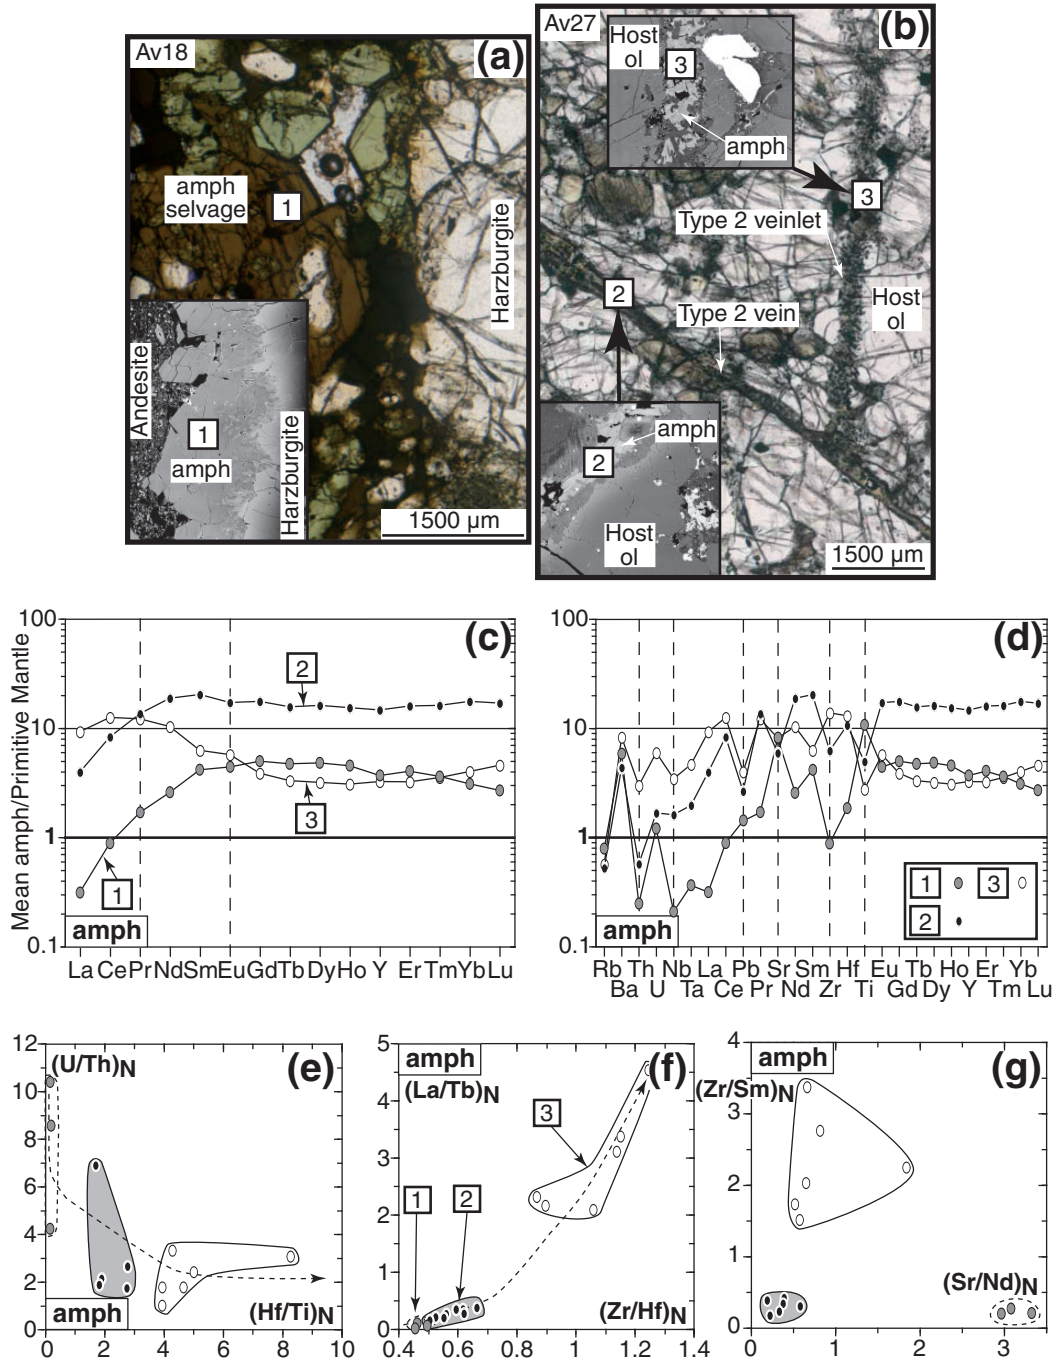 Av18
(a)
amph
selvage
1
Harzburgite
Andesite
1
amph
Harzburgite
1500 µm
Av27
(b)
Host
ol
3
amph
3
Type 2 veinlet
2
Host
ol
Type 2 vein
amph
2
Host
ol
1500 µm
Mean amph/Primitive Mantle
100
10
1
0.1
(c)
2
3
1
amph
La Ce Pr Nd Sm Eu Gd Tb Dy Ho Y Er Tm Yb Lu
100
10
1
0.1
(d)
1 3
2
amph
Rb Th Nb La Pb Sr Sm Hf Eu Tb Ho Er Yb
Ba U Ta Ce Pr Nd Zr Ti Gd Dy Y Tm Lu
12
10
8
6
4
2
0
(U/Th)N
(e)
amph
(Hf/Ti)N
0 2 4 6 8 10
5
4
3
2
1
0
amph
(f)
(La/Tb)N
3
1
2
(Zr/Hf)N
0.4 0.6 0.8 1 1.2 1.4
4
3
2
1
0
amph
(g)
(Zr/Sm)N
(Sr/Nd)N
0 1 2 3